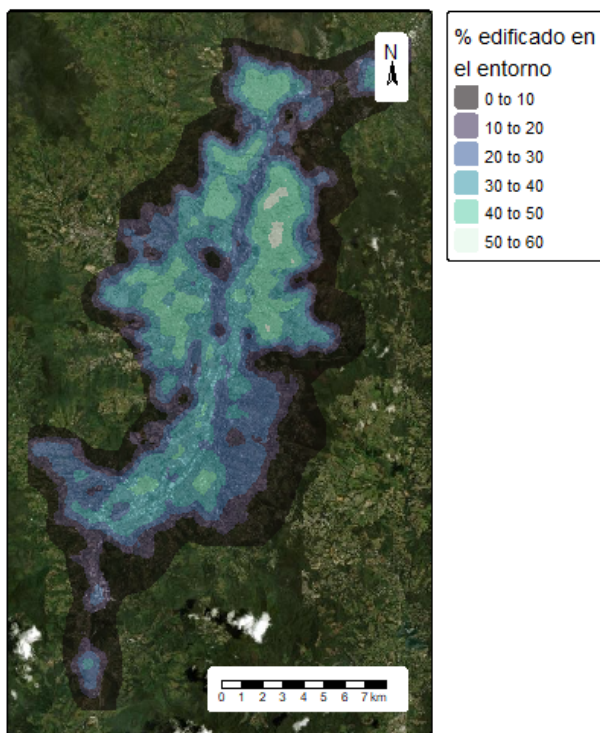 N
% edificado en
el entorno
0 to 10
10 to 20
20 to 30
30 to 40
40 to 50
50 to 60
0 1 2 3 4 5 6 7 km